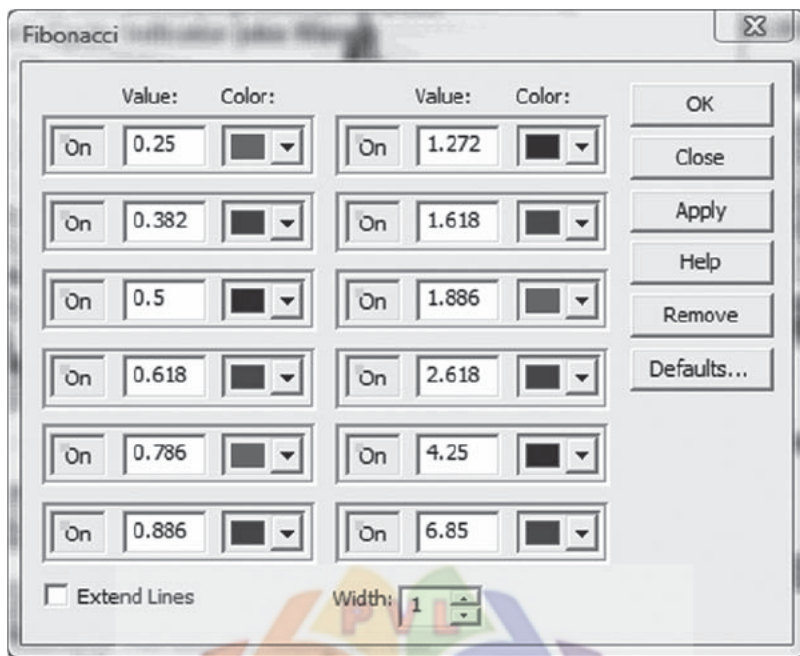 Fibonacci
Value: Color: Value: Color: OK
On 0.25 On 1.272 Close
On 0.382 On 1.618 Apply
On 0.5 On 1.886 Help
On 0.618 On 2.618 Remove
On 0.786 On 4.25 Defaults...
On 0.886 On 6.85
Extend Lines Width: 1
PVL